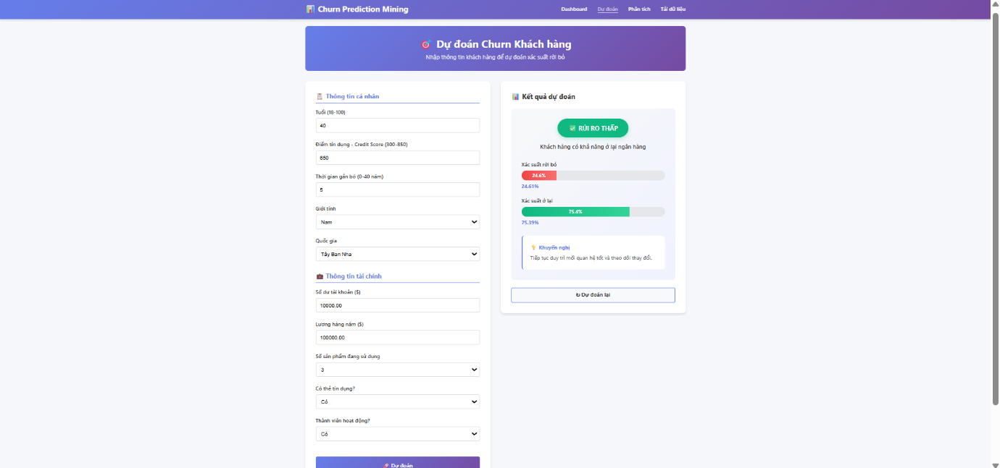 📊 Churn Prediction Mining
Dashboard Dự đoán Phân tích Tải dữ liệu
🎯 Dự đoán Churn Khách hàng
Nhập thông tin khách hàng để dự đoán xác suất rời bỏ
📋 Thông tin cá nhân
Tuổi (18-100)
40
Điểm tín dụng - Credit Score (300-850)
650
Thời gian gắn bó (0-40 năm)
5
Giới tính
Nam
Quốc gia
Tây Ban Nha
💼 Thông tin tài chính
Số dư tài khoản ($)
10000.00
Lương hàng năm ($)
100000.00
Số sản phẩm đang sử dụng
3
Có thẻ tín dụng?
Có
Thành viên hoạt động?
Có
🚀 Dự đoán
📊 Kết quả dự đoán
✅ RỦI RO THẤP
Khách hàng có khả năng ở lại ngân hàng
Xác suất rời bỏ
24.6%
24.61%
Xác suất ở lại
75.4%
75.39%
💡 Khuyến nghị
Tiếp tục duy trì mối quan hệ tốt và theo dõi thay đổi.
↻ Dự đoán lại